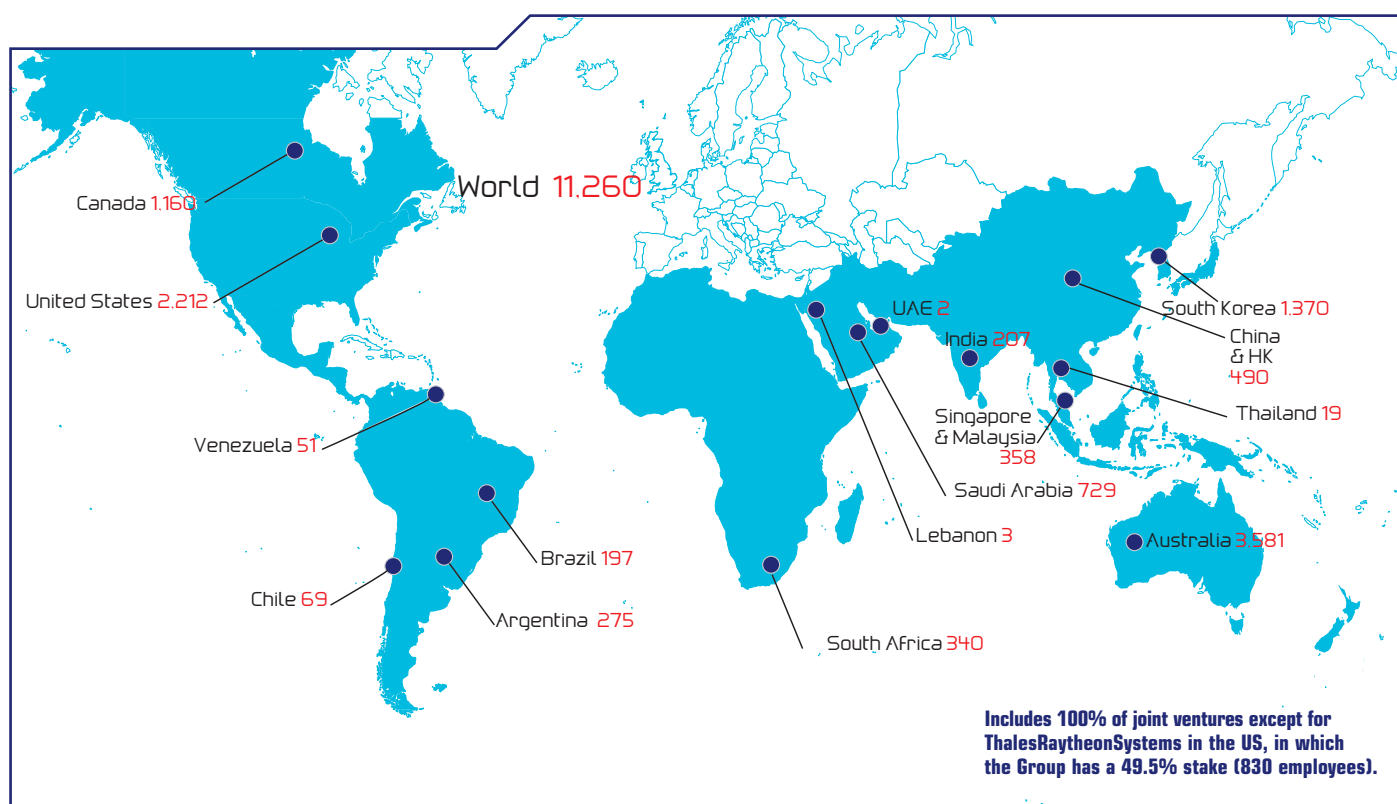 World 11.260
Canada 1.160
United States 2.212
UAE 2
South Korea 1.370
India 207
China
& HK
490
Venezuela 51
Thailand 19
Singapore
& Malaysia
358
Saudi Arabia 729
Lebanon 3
Australia 3.581
Brazil 197
Chile 69
Argentina 275
South Africa 340
Includes 100% of joint ventures except for
ThalesRaytheonSystems in the US, in which
the Group has a 49.5% stake (830 employees).